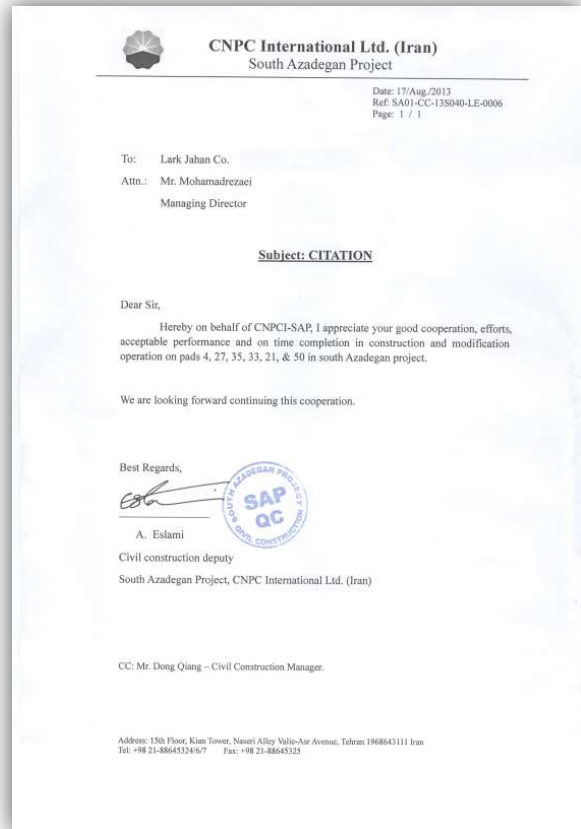 CNPC International Ltd. (Iran)
South Azadegan Project
Date: 17/Aug./2013
Ref: SA01-CC-13S040-LE-0006
Page: 1 / 1
To: Lark Jahan Co.
Attn.: Mr. Mohamadrezaei
Managing Director
Subject: CITATION
Dear Sir,
Hereby on behalf of CNPCI-SAP, I appreciate your good cooperation, efforts,
acceptable performance and on time completion in construction and modification
operation on pads 4, 27, 35, 33, 21, & 50 in south Azadegan project.
We are looking forward continuing this cooperation.
Best Regards,
SOUTH AZADEGAN PROJECT
SAP
QC
CIVIL CONSTRUCTION
A. Eslami
Civil construction deputy
South Azadegan Project, CNPC International Ltd. (Iran)
CC: Mr. Dong Qiang – Civil Construction Manager.
Address: 15th Floor, Kian Tower, Naseri Alley Valie-Asr Avenue, Tehran 1968643111 Iran
Tel: +98 21-88645324/6/7 Fax: +98 21-88645325